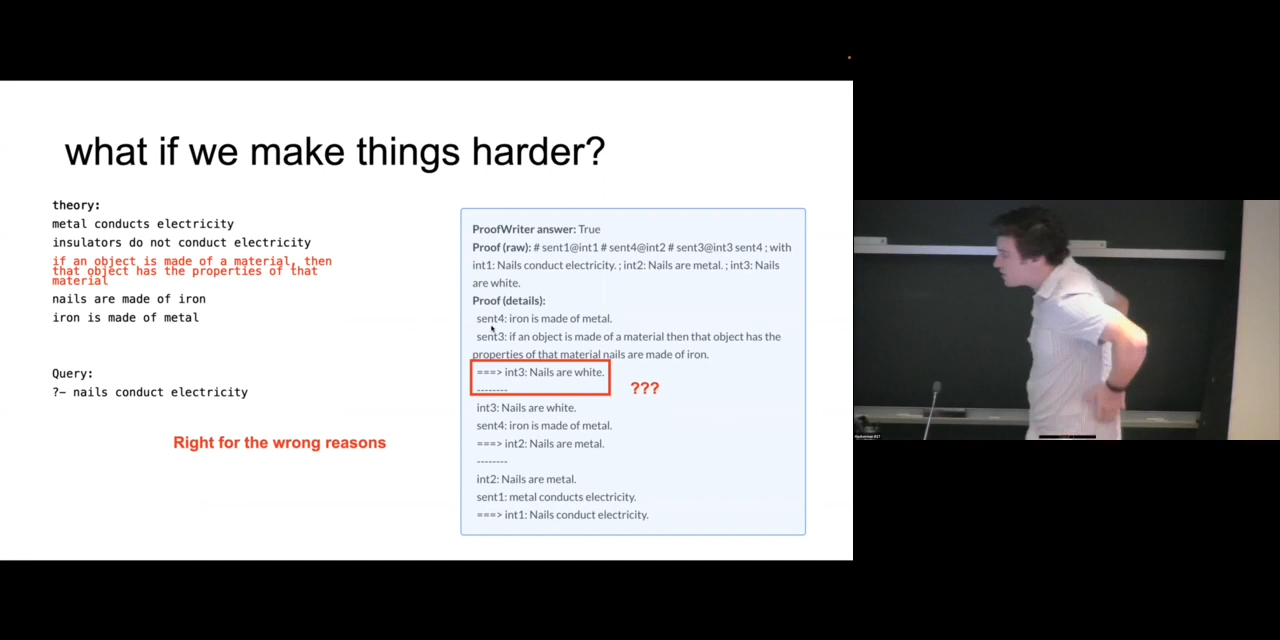 what if we make things harder?
theory:
metal conducts electricity
insulators do not conduct electricity
if an object is made of a material, then
that object has the properties of that
material
nails are made of iron
iron is made of metal
Query:
?- nails conduct electricity
Right for the wrong reasons
ProofWriter answer: True
Proof (raw): # sent1@int1 # sent4@int2 # sent3@int3 sent4 ; with
int1: Nails conduct electricity. ; int2: Nails are metal. ; int3: Nails
are white.
Proof (details):
sent4: iron is made of metal.
sent3: if an object is made of a material then that object has the
properties of that material nails are made of iron.
===> int3: Nails are white.
--------
???
int3: Nails are white.
sent4: iron is made of metal.
===> int2: Nails are metal.
--------
int2: Nails are metal.
sent1: metal conducts electricity.
===> int1: Nails conduct electricity.